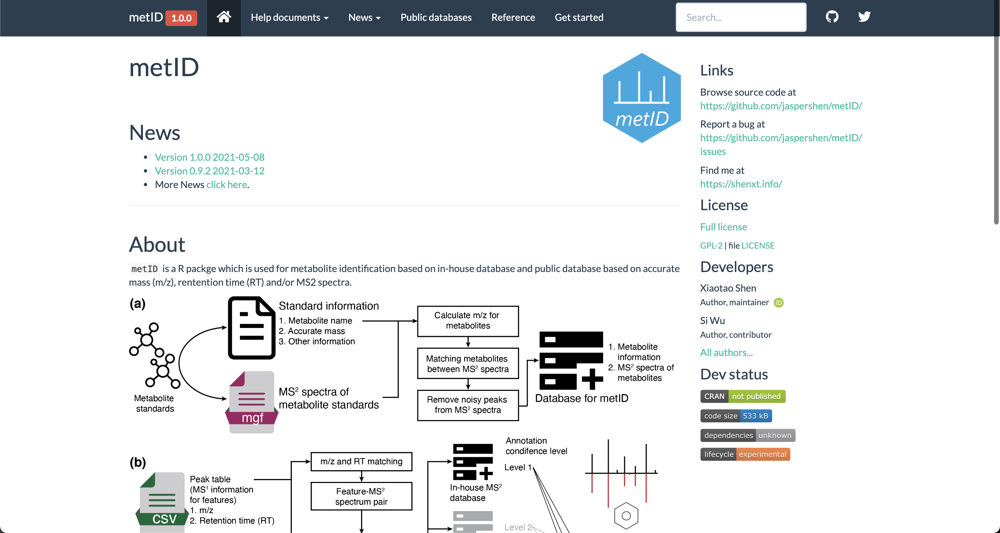 metID 1.0.0 Help documents News Public databases Reference Get started Search...
metID
metID
News
Version 1.0.0 2021-05-08
Version 0.9.2 2021-03-12
More News click here.
About
metID is a R packge which is used for metabolite identification based on in-house database and public database based on accurate
mass (m/z), rentention time (RT) and/or MS2 spectra.
(a)
Metabolite
standards
Standard information
1. Metabolite name
2. Accurate mass
3. Other information
mgf
MS² spectra of
metabolite standards
Calculate m/z for
metabolites
Matching metabolites
between MS² spectra
Remove noisy peaks
from MS² spectra
Database for metID
1. Metabolite
information
2. MS² spectra of
metabolites
(b)
CSV
Peak table
(MS¹ information
for features)
1. m/z
2. Retention time (RT)
m/z and RT matching
Feature-MS²
spectrum pair
In-house MS²
database
Annotation
condifence level
Level 1
Level 2
Links
Browse source code at
https://github.com/jaspershen/metID/
Report a bug at
https://github.com/jaspershen/metID/
issues
Find me at
https://shenxt.info/
License
Full license
GPL-2 | file LICENSE
Developers
Xiaotao Shen
Author, maintainer iD
Si Wu
Author, contributor
All authors...
Dev status
CRAN not published
code size 533 kB
dependencies unknown
lifecycle experimental